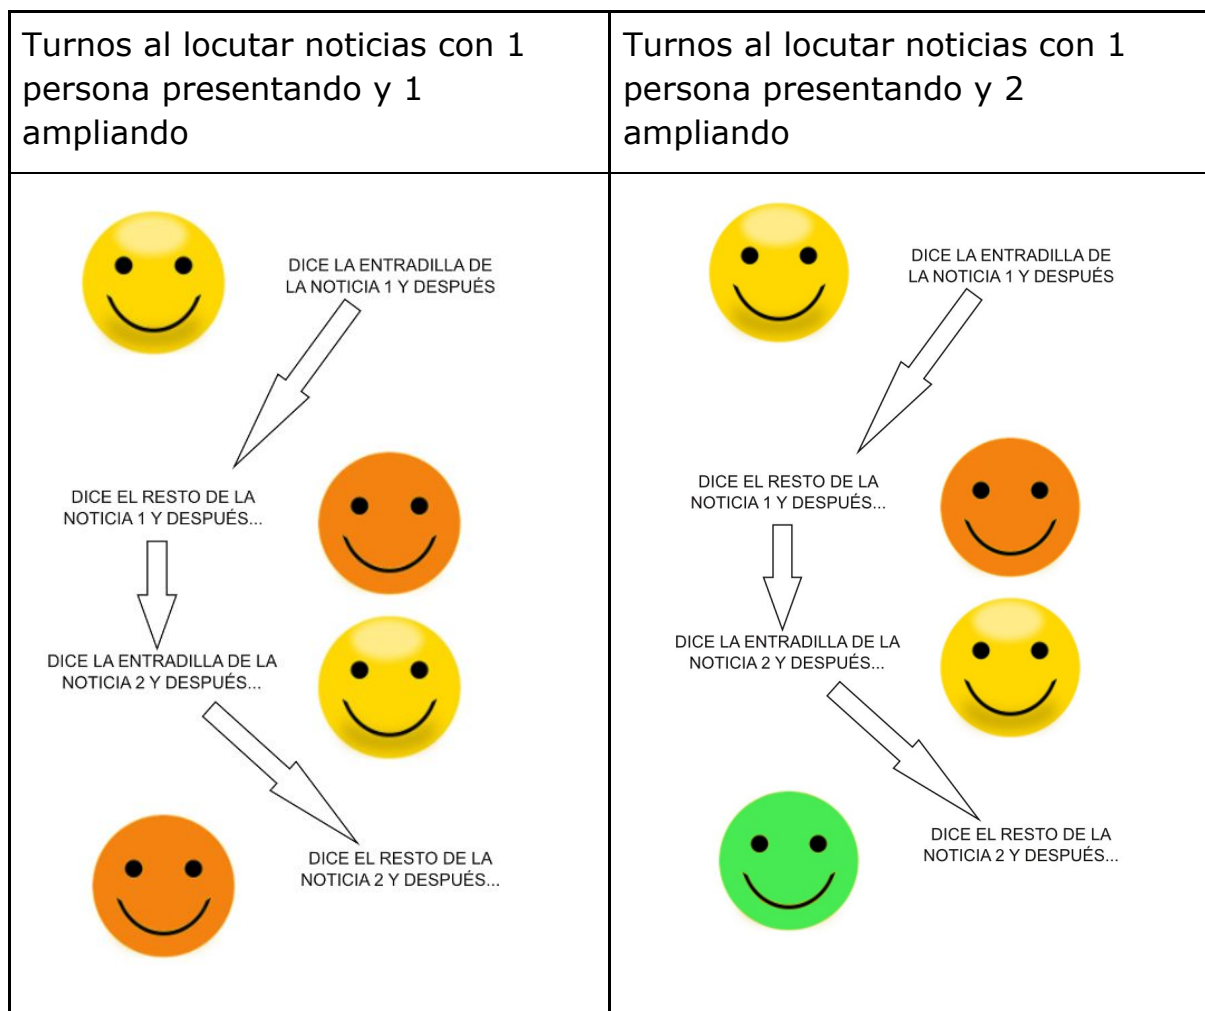 Turnos al locutar noticias con 1
persona presentando y 1
ampliando
Turnos al locutar noticias con 1
persona presentando y 2
ampliando
DICE LA ENTRADILLA DE
LA NOTICIA 1 Y DESPUÉS
DICE EL RESTO DE LA
NOTICIA 1 Y DESPUÉS...
DICE LA ENTRADILLA DE LA
NOTICIA 2 Y DESPUÉS...
DICE EL RESTO DE LA
NOTICIA 2 Y DESPUÉS...
DICE LA ENTRADILLA DE
LA NOTICIA 1 Y DESPUÉS
DICE EL RESTO DE LA
NOTICIA 1 Y DESPUÉS...
DICE LA ENTRADILLA DE LA
NOTICIA 2 Y DESPUÉS...
DICE EL RESTO DE LA
NOTICIA 2 Y DESPUÉS...